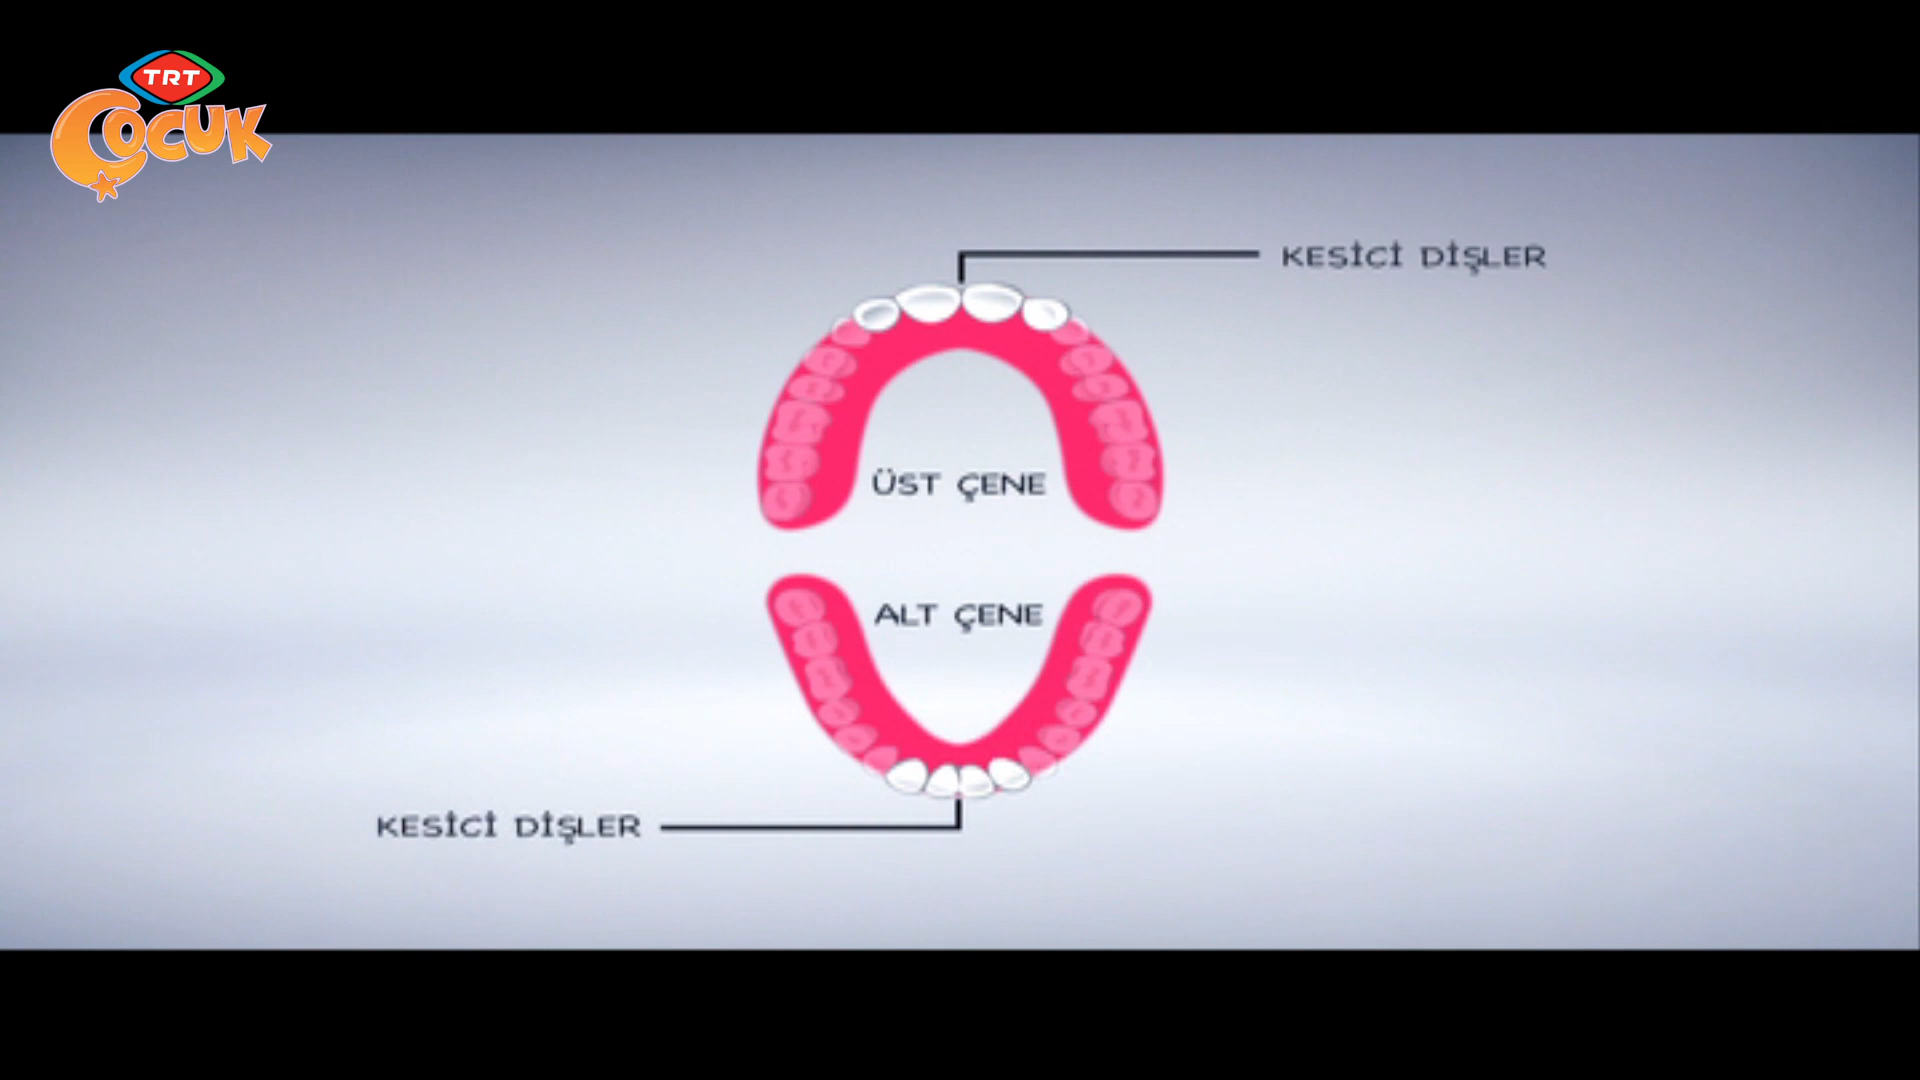 TRT
ÇOCUK
KESİCİ DİŞLER
ÜST ÇENE
ALT ÇENE
KESİCİ DİŞLER